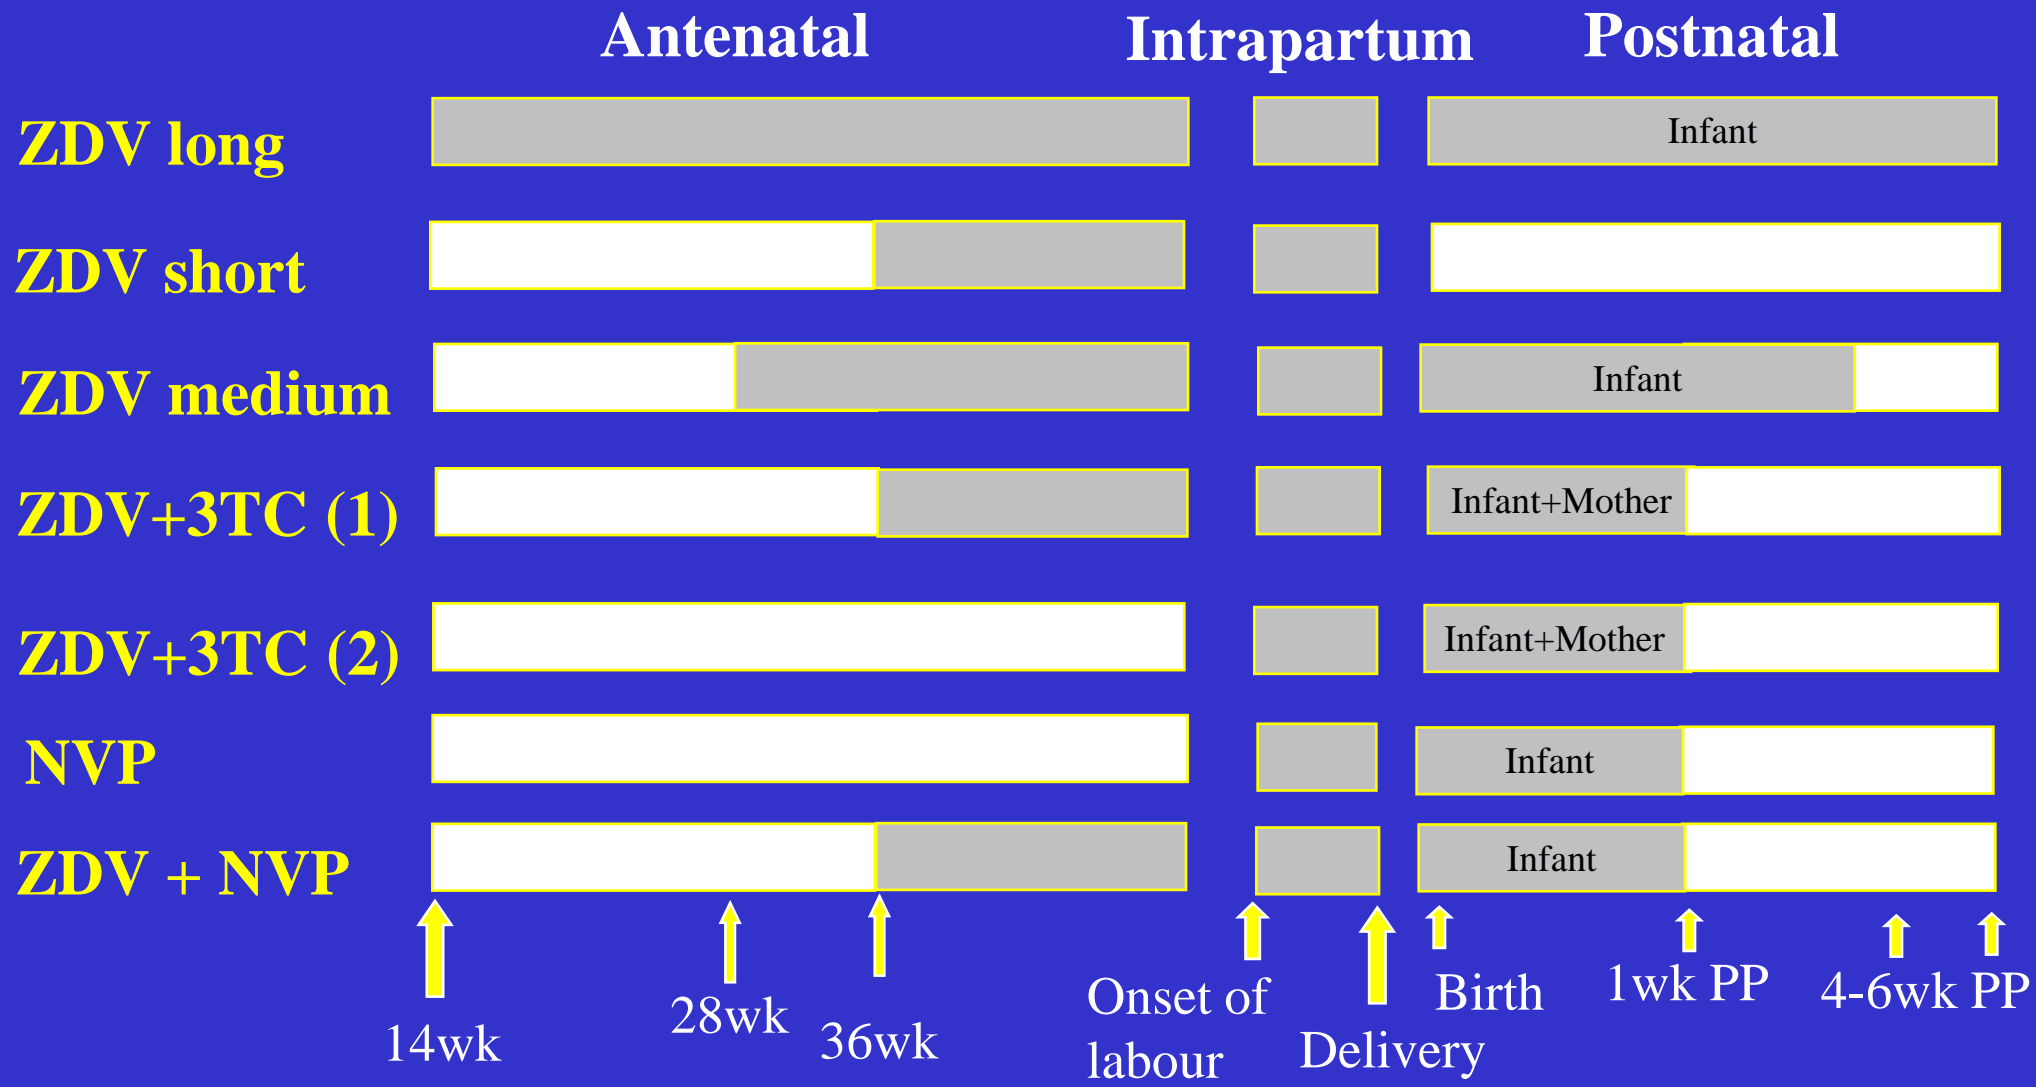 Antenatal Intrapartum Postnatal
ZDV long Infant
ZDV short
ZDV medium Infant
ZDV+3TC (1) Infant+Mother
ZDV+3TC (2) Infant+Mother
NVP Infant
ZDV + NVP Infant
14wk
28wk
36wk
Onset of
labour
Delivery
Birth
1wk PP
4-6wk PP